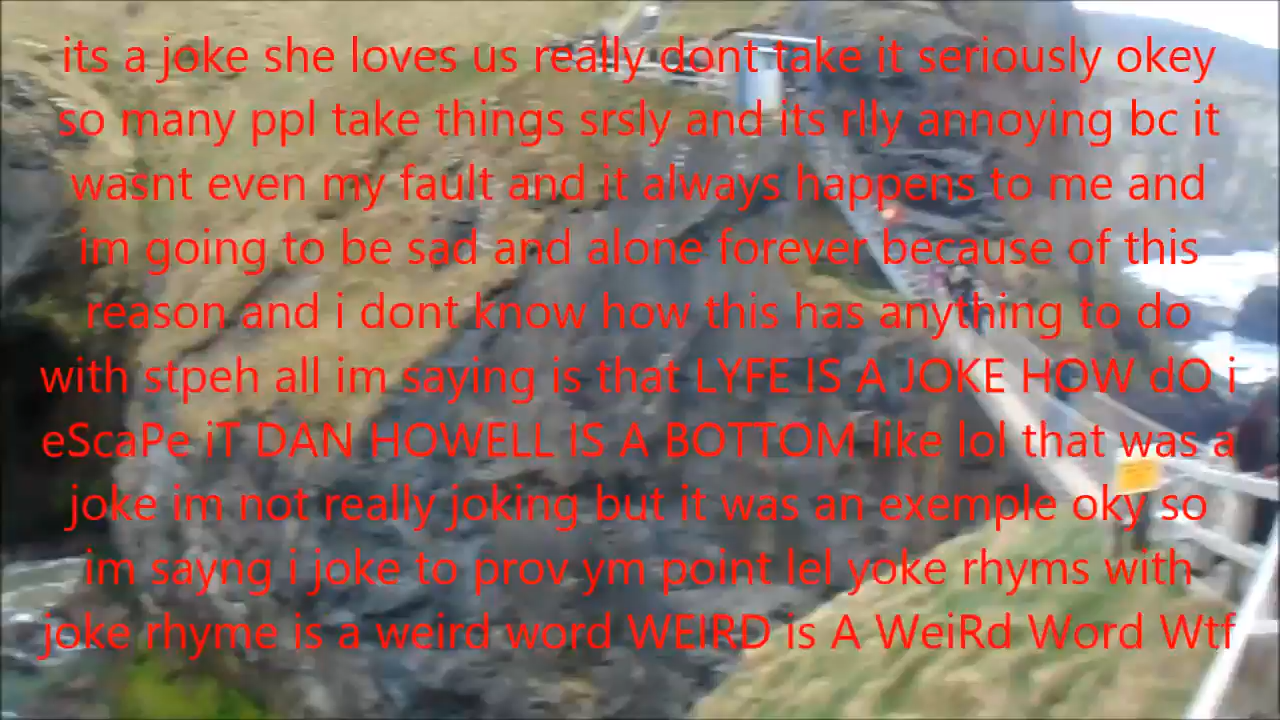 its a joke she loves us really dont take it seriously okey
so many ppl take things srsly and its rlly annoying bc it
wasnt even my fault and it always happens to me and
im going to be sad and alone forever because of this
reason and i dont know how this has anything to do
with stpeh all im saying is that LYFE IS A JOKE HOW dO i
eScaPe iT DAN HOWELL IS A BOTTOM like lol that was a
joke im not really joking but it was an exemple oky so
im sayng i joke to prov ym point lel yoke rhyms with
joke rhyme is a weird word WEIRD is A WeiRd Word Wtf